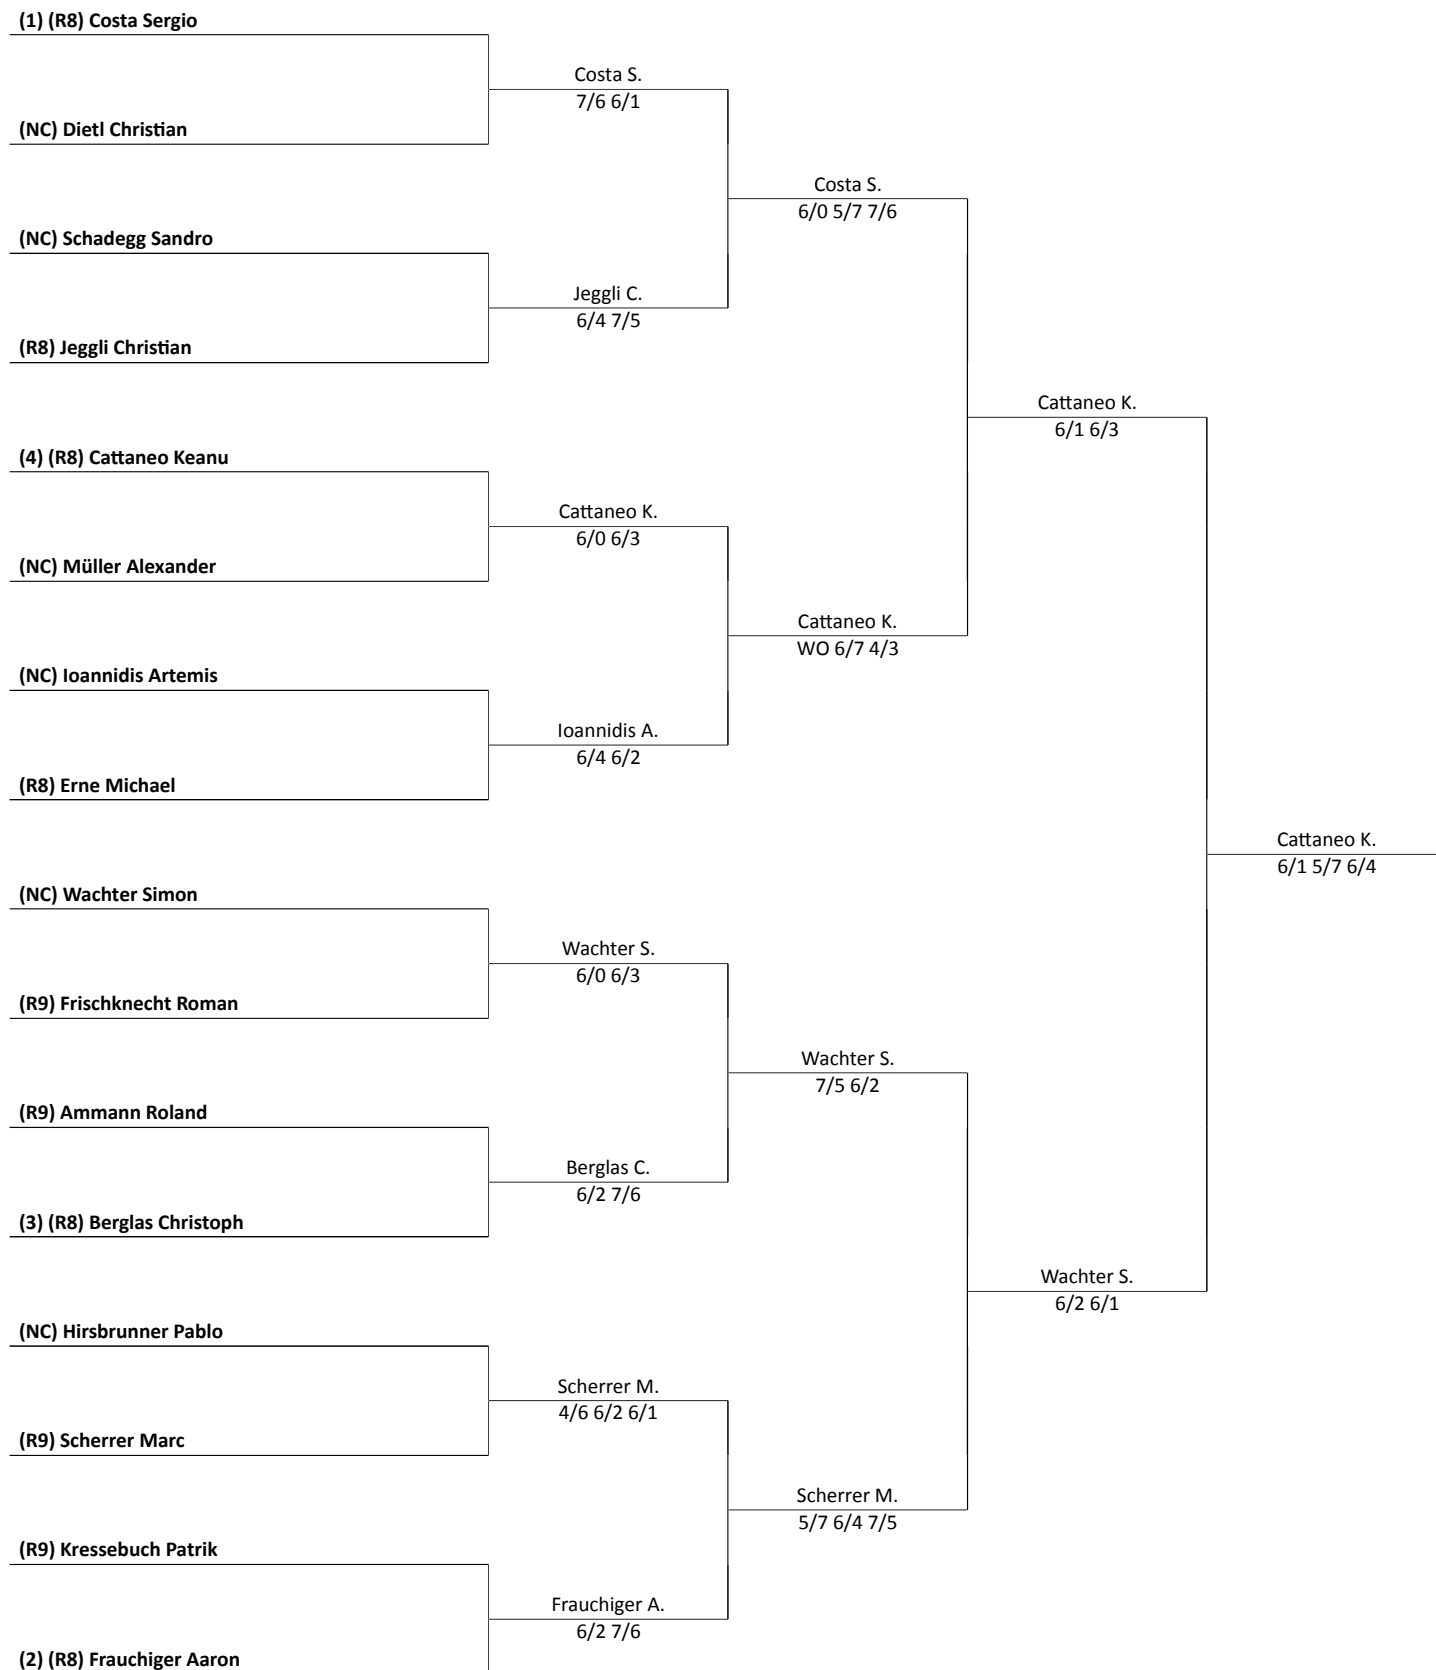 (1) (R8) Costa Sergio
Costa S.
7/6 6/1
(NC) Dietl Christian
Costa S.
6/0 5/7 7/6
(NC) Schadegg Sandro
Jeggli C.
6/4 7/5
(R8) Jeggli Christian
Cattaneo K.
6/1 6/3
(4) (R8) Cattaneo Keanu
Cattaneo K.
6/0 6/3
(NC) Müller Alexander
Cattaneo K.
WO 6/7 4/3
(NC) Ioannidis Artemis
Ioannidis A.
6/4 6/2
(R8) Erne Michael
Cattaneo K.
6/1 5/7 6/4
(NC) Wachter Simon
Wachter S.
6/0 6/3
(R9) Frischknecht Roman
Wachter S.
7/5 6/2
(R9) Ammann Roland
Berglas C.
6/2 7/6
(3) (R8) Berglas Christoph
Wachter S.
6/2 6/1
(NC) Hirsbrunner Pablo
Scherrer M.
4/6 6/2 6/1
(R9) Scherrer Marc
Scherrer M.
5/7 6/4 7/5
(R9) Kressebuch Patrik
Frauchiger A.
6/2 7/6
(2) (R8) Frauchiger Aaron